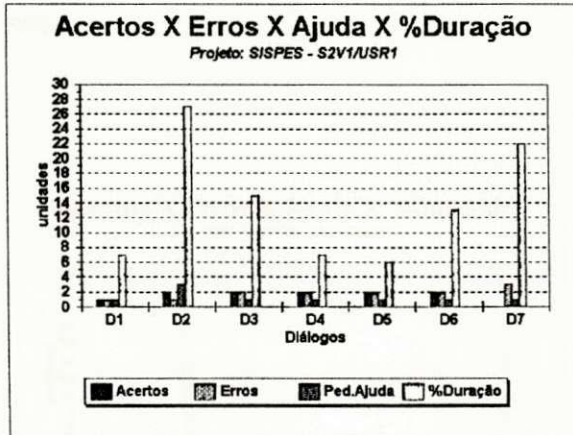 Acertos X Erros X Ajuda X %Duração
Projeto: SISPES - S2V1/USR1
unidades
30
28
26
24
22
20
18
16
14
12
10
8
6
4
2
0
D1 D2 D3 D4 D5 D6 D7
Diálogos
Acertos Erros Ped.Ajuda %Duração